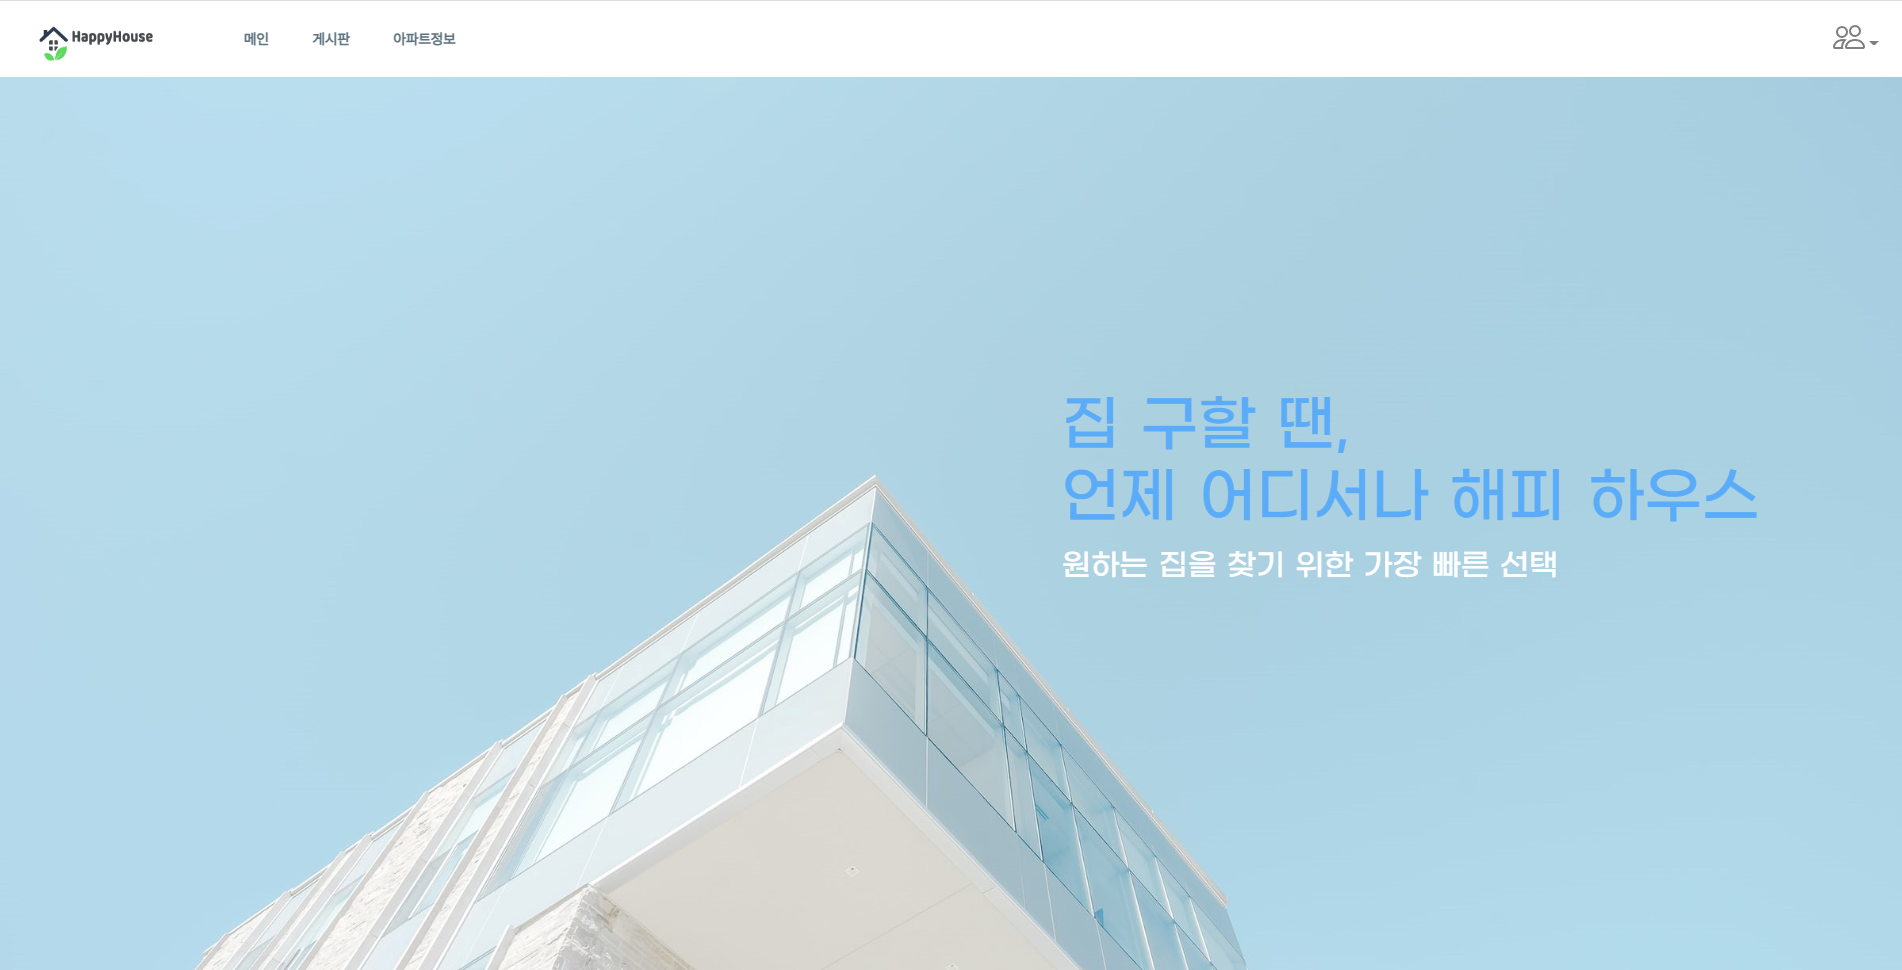 HappyHouse
메인
게시판
아파트정보
집 구할 땐,
언제 어디서나 해피 하우스
원하는 집을 찾기 위한 가장 빠른 선택